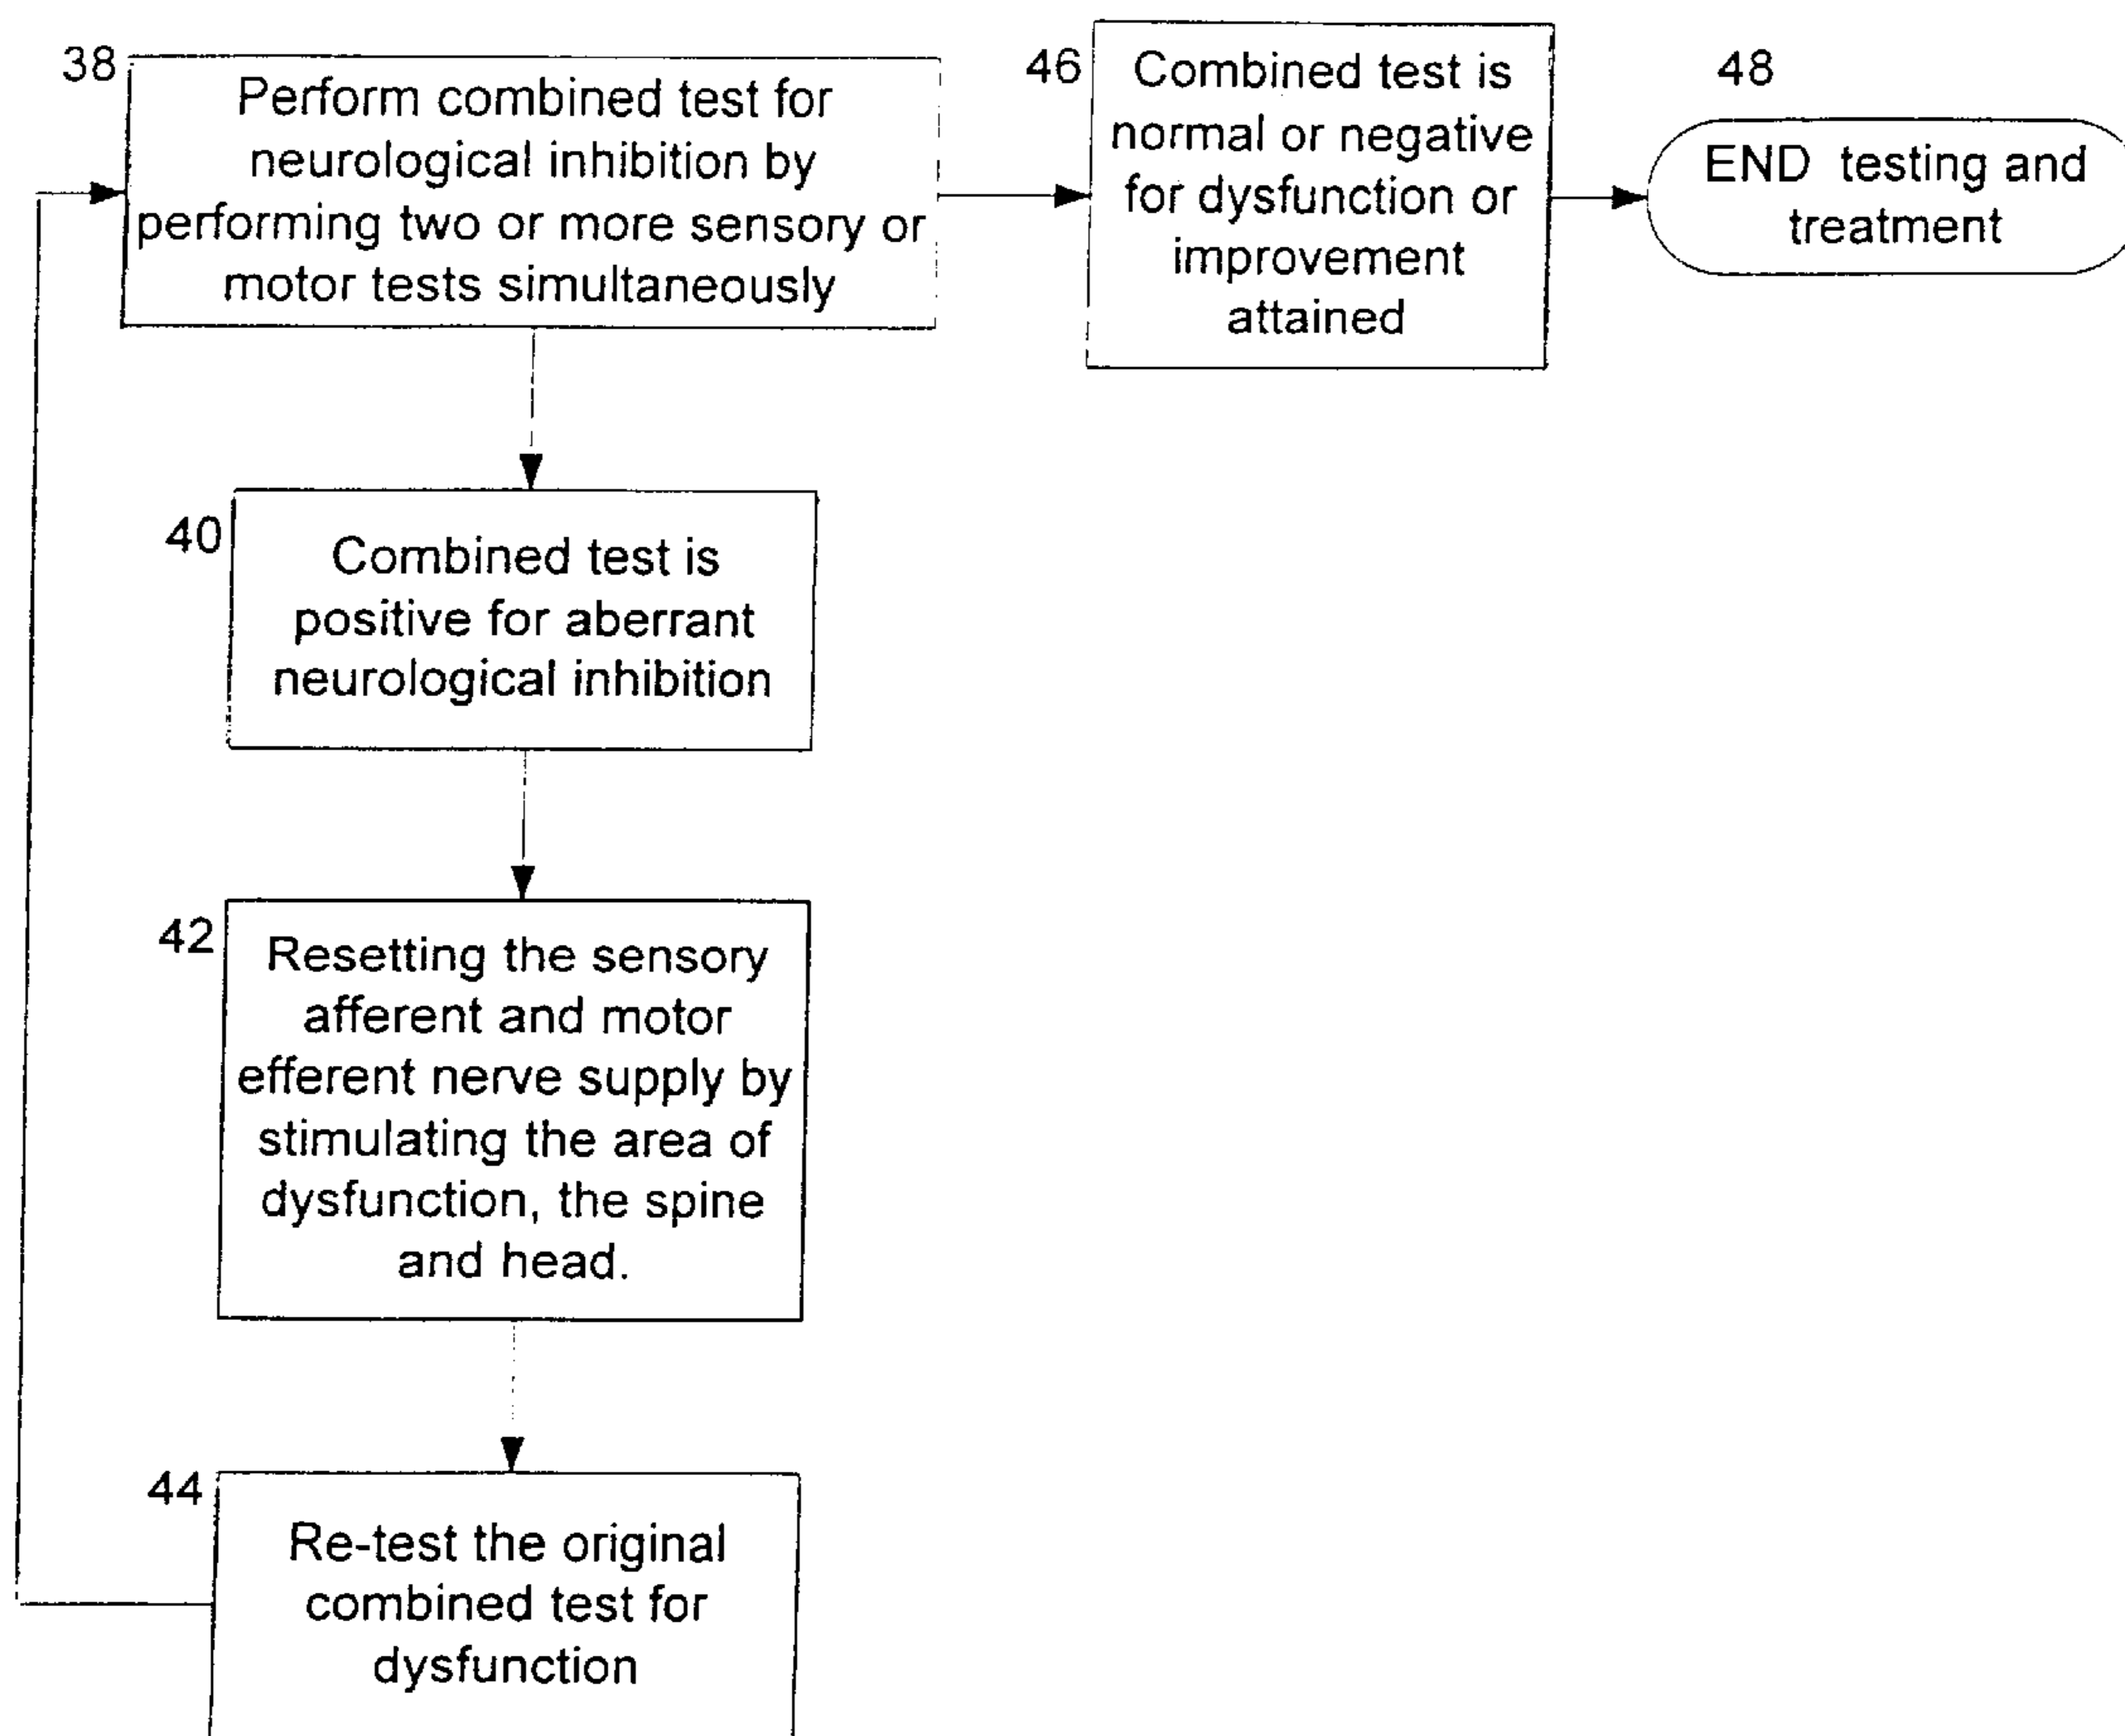 38
Perform combined test for
neurological inhibition by
performing two or more sensory or
motor tests simultaneously
46
Combined test is
normal or negative
for dysfunction or
improvement
attained
48
END testing and
treatment
40
Combined test is
positive for aberrant
neurological inhibition
42
Resetting the sensory
afferent and motor
efferent nerve supply by
stimulating the area of
dysfunction, the spine
and head.
44
Re-test the original
combined test for
dysfunction